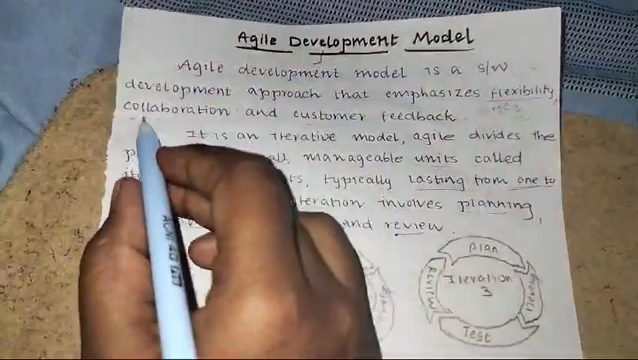 Agile Development Model
Agile development model is a s/w
development approach that emphasizes flexibility,
collaboration and customer feedback.
It is an iterative model, agile divides the
manageable units called
typically lasting from one to
iteration involves planning,
and review.
Plan
Review
Iteration
3
Develop
Test